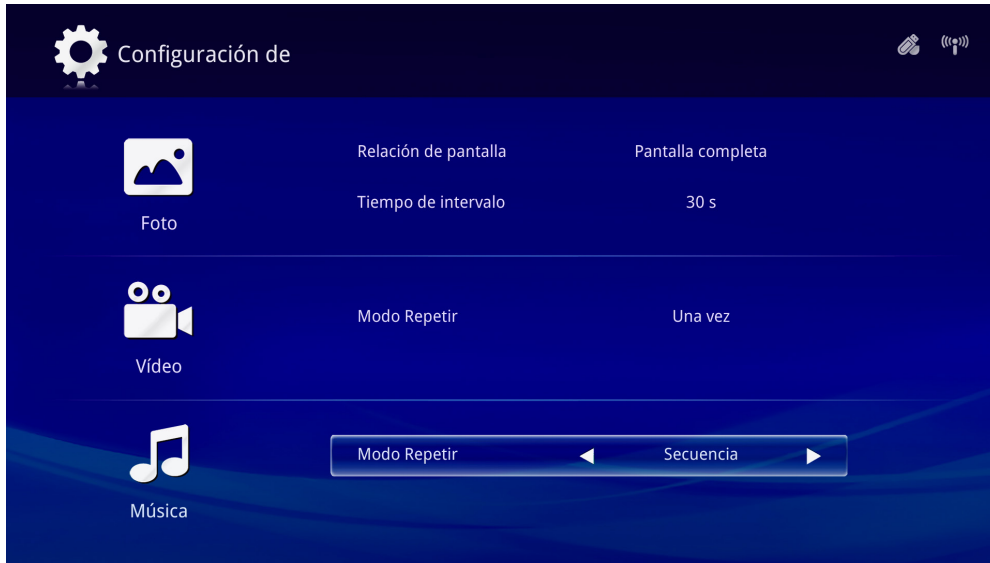 Configuración de
Relación de pantalla Pantalla completa
Tiempo de intervalo 30 s
Foto
Modo Repetir Una vez
Vídeo
Modo Repetir Secuencia
Música